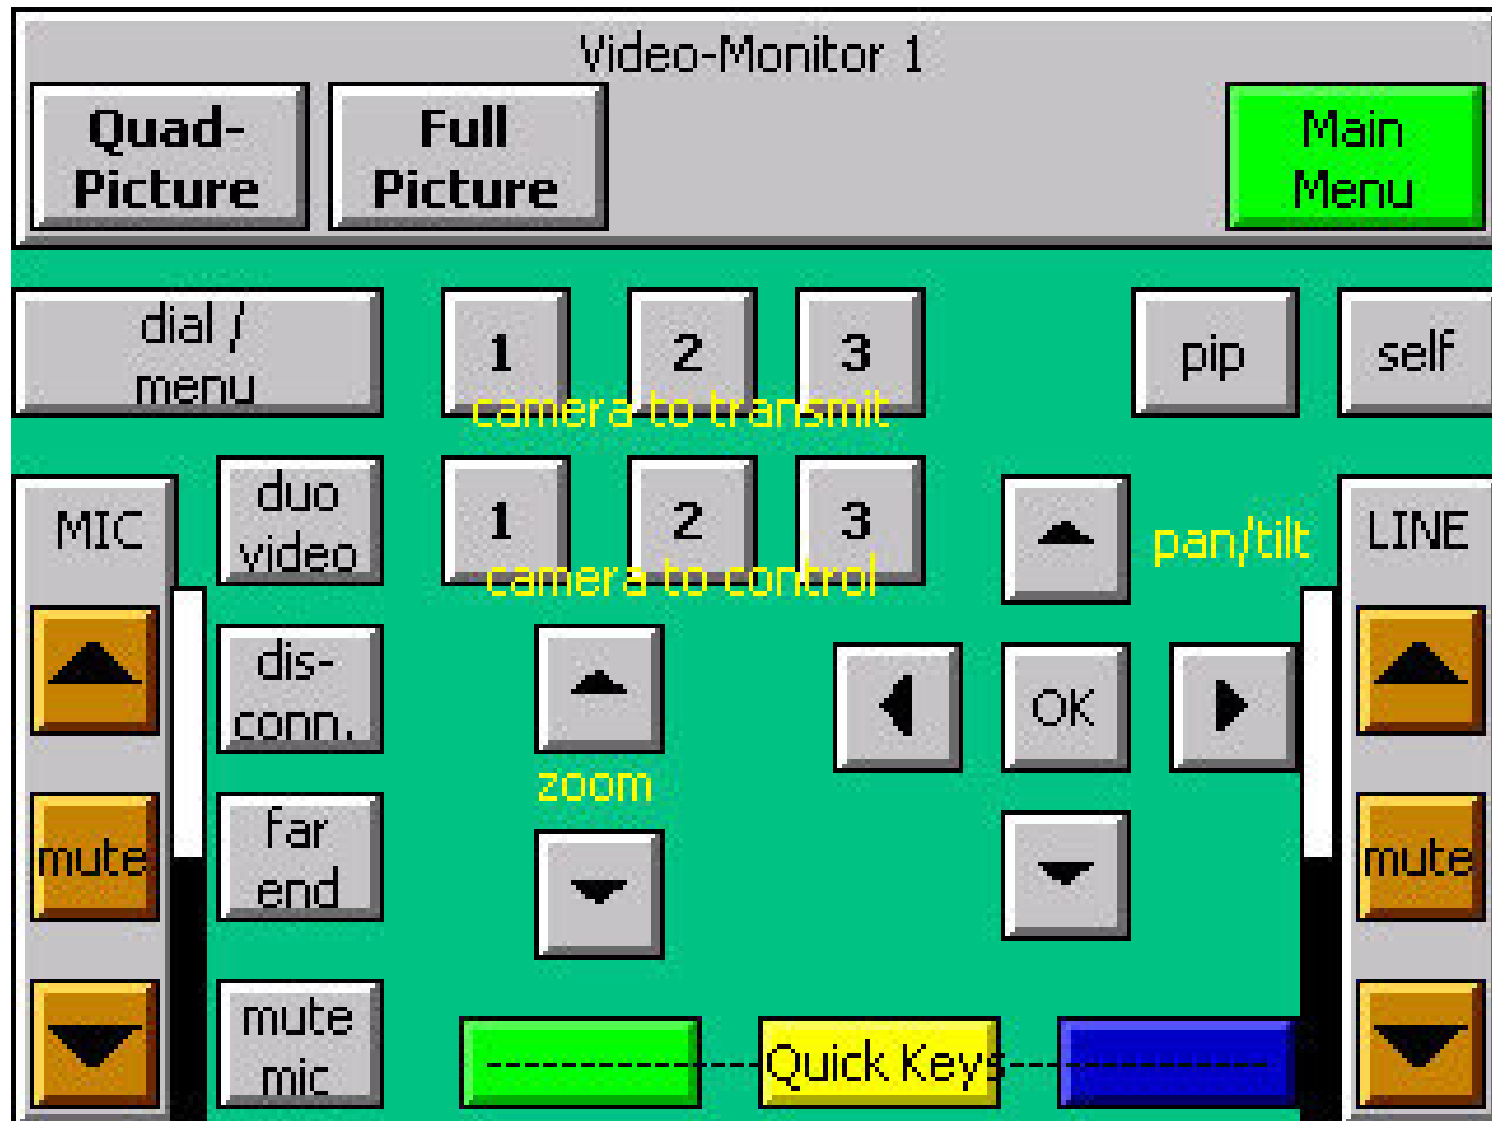 Video-Monitor 1
Quad-
Picture
Full
Picture
Main
Menu
dial /
menu
1
2
3
pip
self
camera to transmit
MIC
duo
video
1
2
3
pan/tilt
LINE
camera to control
dis-
conn.
OK
zoom
mute
far
end
mute
mute
mic
----------------Quick Keys----------------